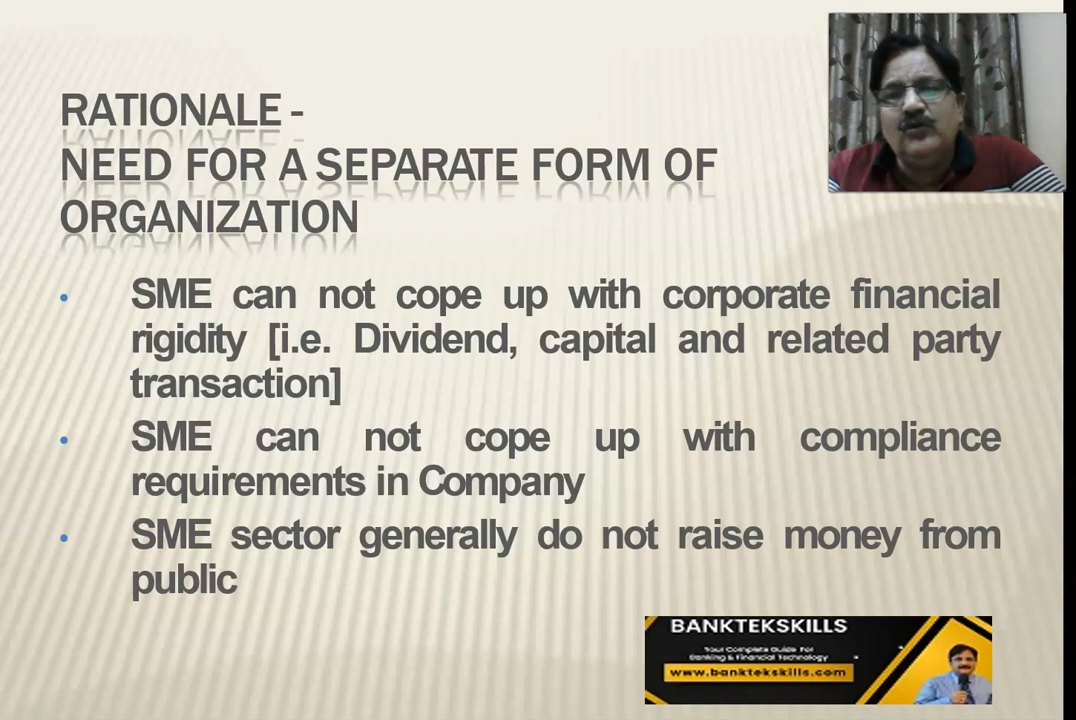 RATIONALE -
NEED FOR A SEPARATE FORM OF
ORGANIZATION
• SME can not cope up with corporate financial
rigidity [i.e. Dividend, capital and related party
transaction]
• SME can not cope up with compliance
requirements in Company
• SME sector generally do not raise money from
public
BANKTEKSKILLS
Your Complete Guide For
Banking & Financial Technology
www.banktekskills.com